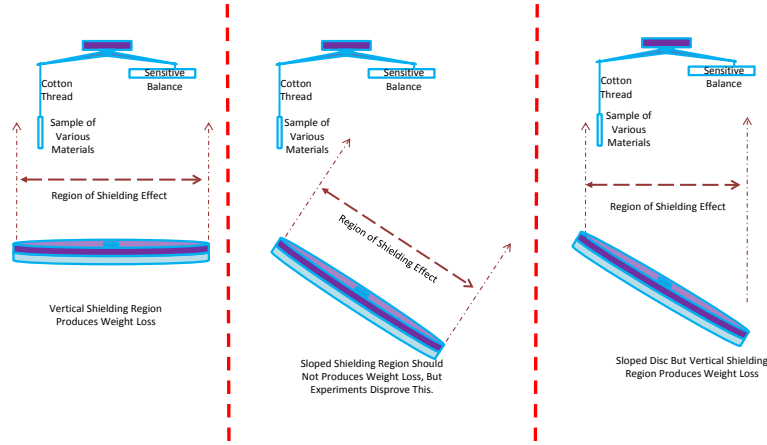 Cotton
Thread
Sensitive
Balance
Sample of
Various
Materials
Region of Shielding Effect
Vertical Shielding Region
Produces Weight Loss
Cotton
Thread
Sensitive
Balance
Sample of
Various
Materials
Region of Shielding Effect
Sloped Shielding Region Should
Not Produces Weight Loss, But
Experiments Disprove This.
Cotton
Thread
Sensitive
Balance
Sample of
Various
Materials
Region of Shielding Effect
Sloped Disc But Vertical Shielding
Region Produces Weight Loss